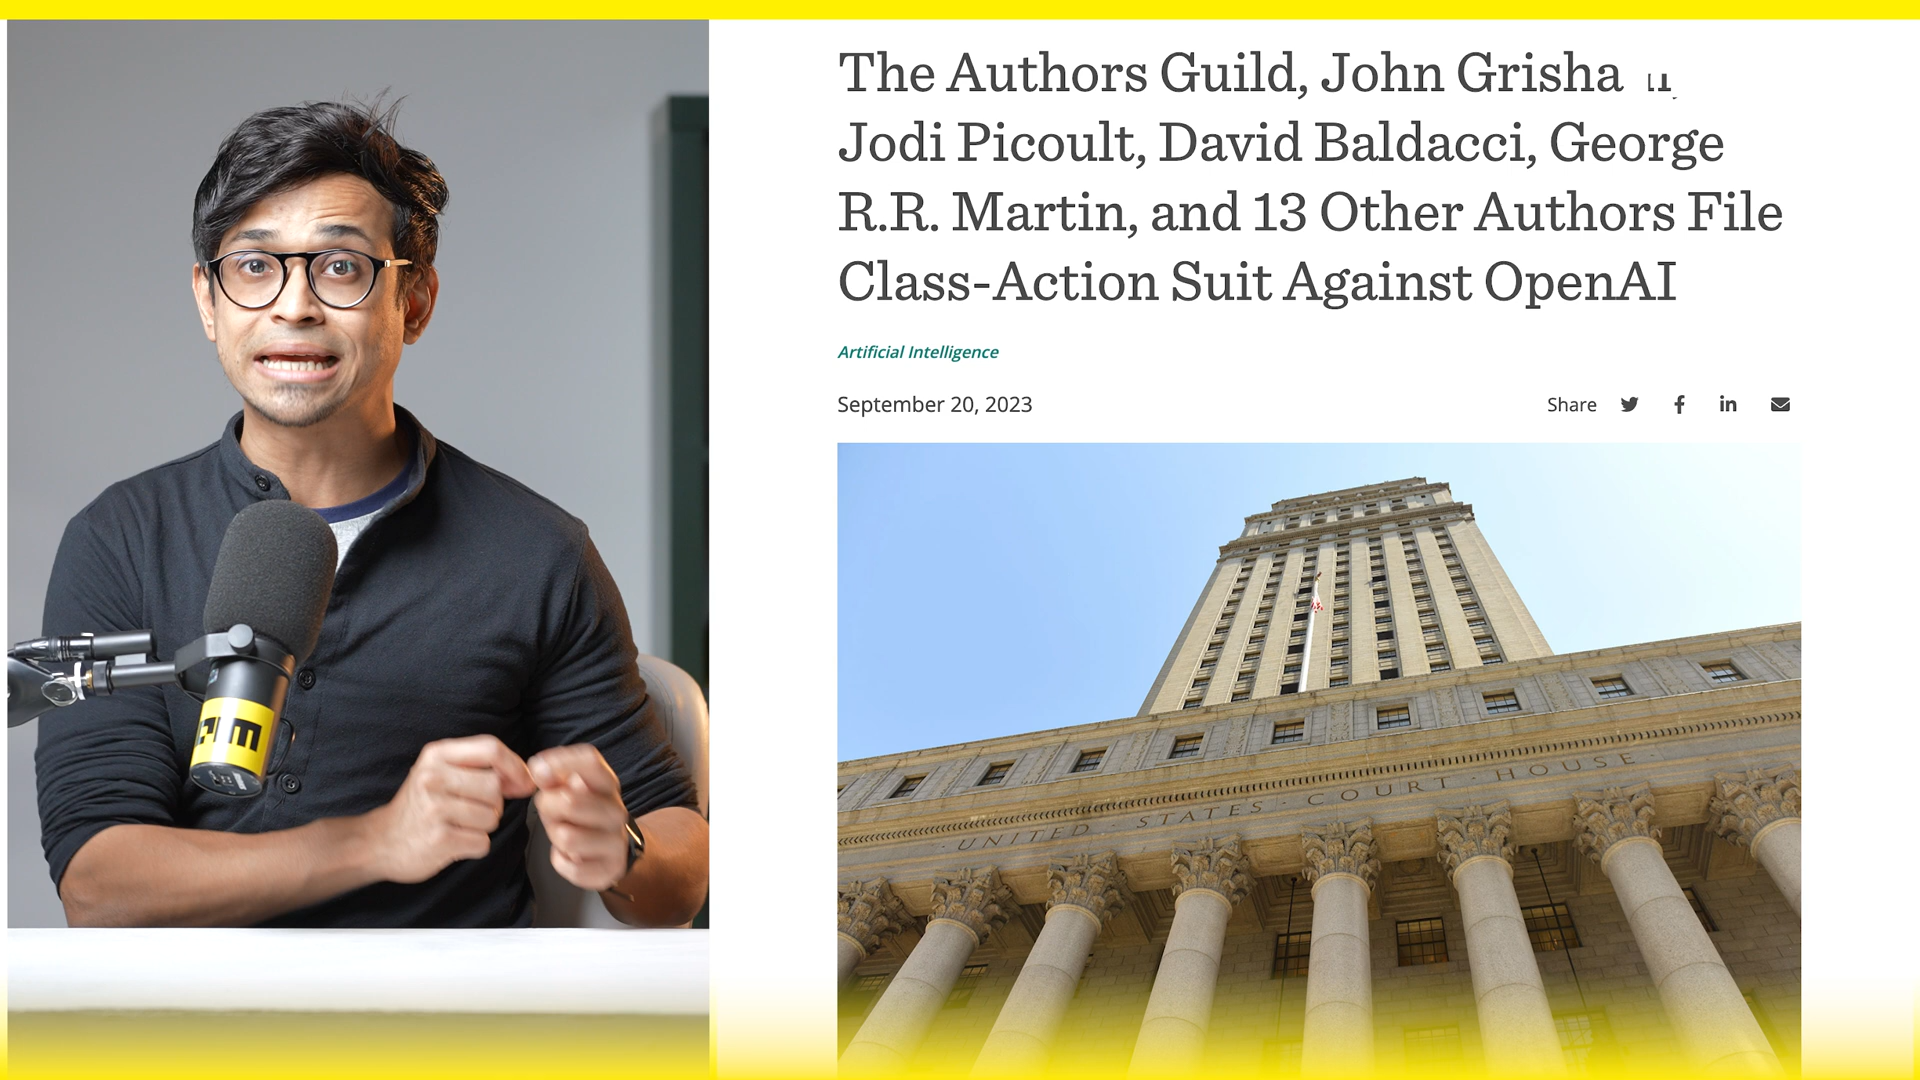 The Authors Guild, John Grisha
Jodi Picoult, David Baldacci, George
R.R. Martin, and 13 Other Authors File
Class-Action Suit Against OpenAI
Artificial Intelligence
September 20, 2023
Share
UNITED STATES COURT HOUSE